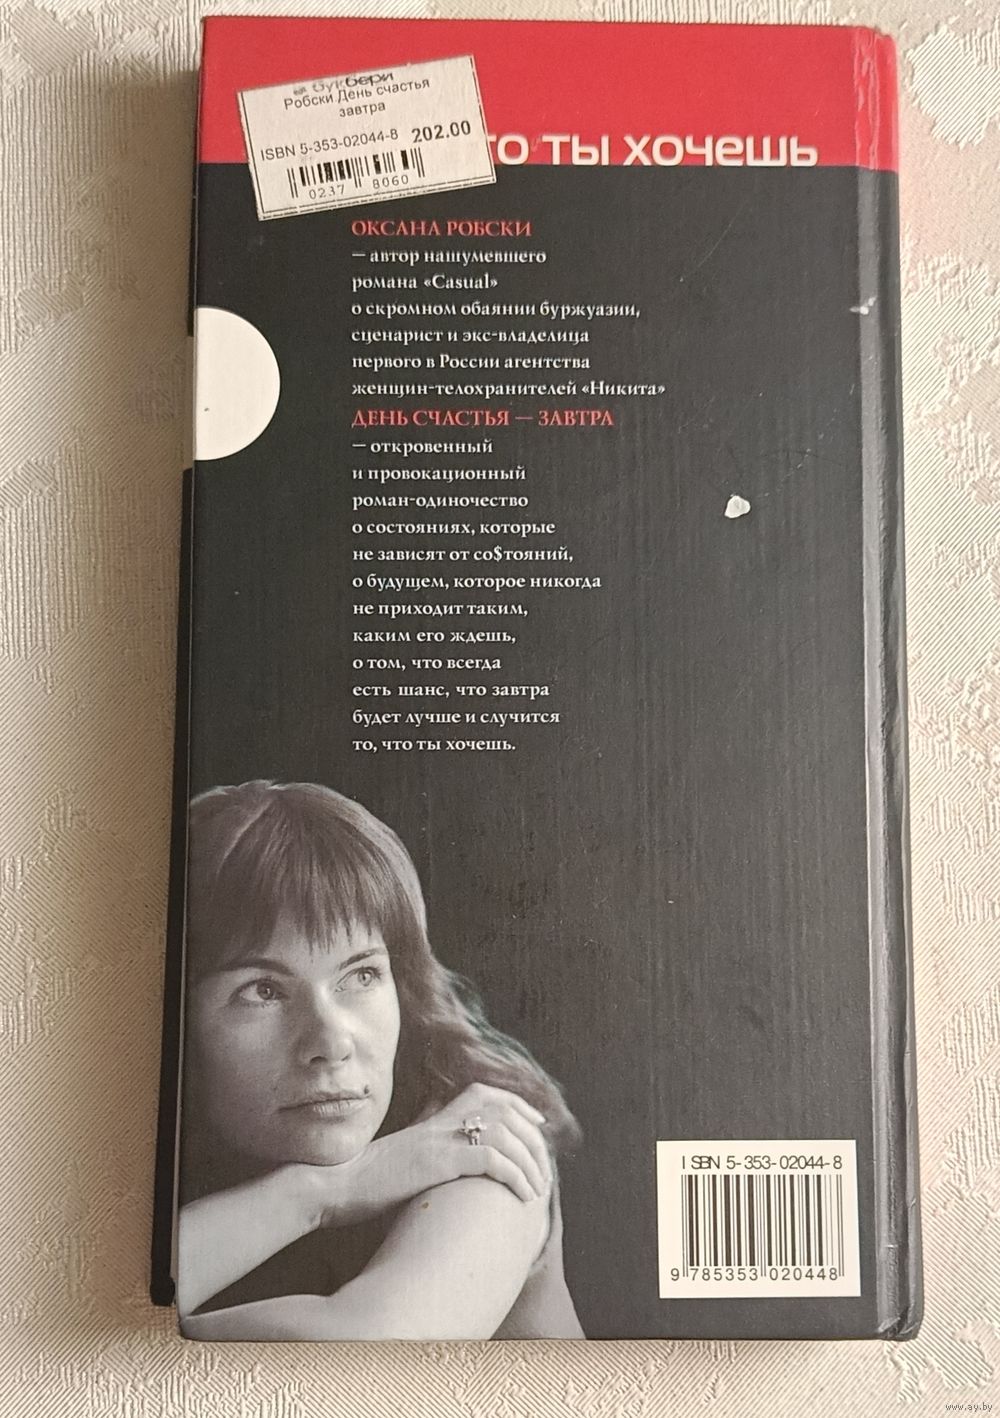 букбери
Робски.День счастья
завтра
ISBN 5-353-02044-8 202.00
0237 8060
то ты хочешь
ОКСАНА РОБСКИ
— автор нашумевшего
романа «Casual»
о скромном обаянии буржуазии,
сценарист и экс-владелица
первого в России агентства
женщин-телохранителей «Никита»
ДЕНЬ СЧАСТЬЯ — ЗАВТРА
— откровенный
и провокационный
роман-одиночество
о состояниях, которые
не зависят от со$тояний,
о будущем, которое никогда
не приходит таким,
каким его ждешь,
о том, что всегда
есть шанс, что завтра
будет лучше и случится
то, что ты хочешь.
ISBN 5-353-02044-8
9 785353 020448
www.ay.by